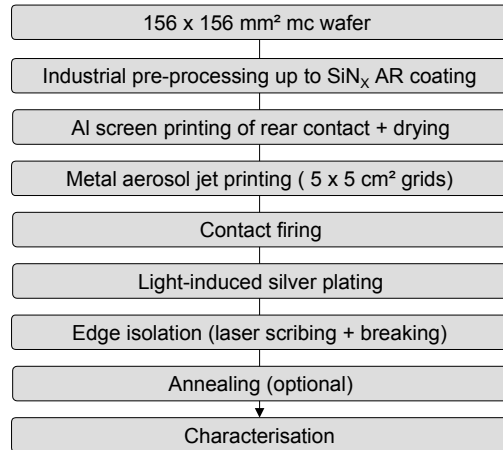 156 x 156 mm² mc wafer
Industrial pre-processing up to SiNX AR coating
Al screen printing of rear contact + drying
Metal aerosol jet printing ( 5 x 5 cm² grids)
Contact firing
Light-induced silver plating
Edge isolation (laser scribing + breaking)
Annealing (optional)
Characterisation